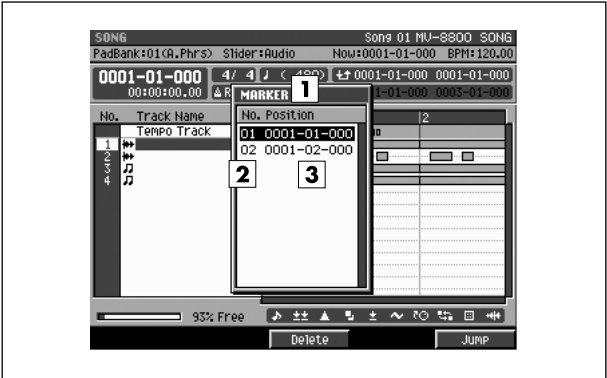 SONG Song 01 MV-8800 SONG
PadBank:01(A.Phrs) Slider:Audio Now:0001-01-000 BPM:120.00
0001-01-000 4/ 4 ( 480) 0001-01-000 0001-01-000
00:00:00.00 R 01-01-000 0003-01-000
MARKER 1
No. Track Name No. Position 2
Tempo Track
1 01 0001-01-000
2 02 0001-02-000
3
4
2 3
93% Free
Delete Jump